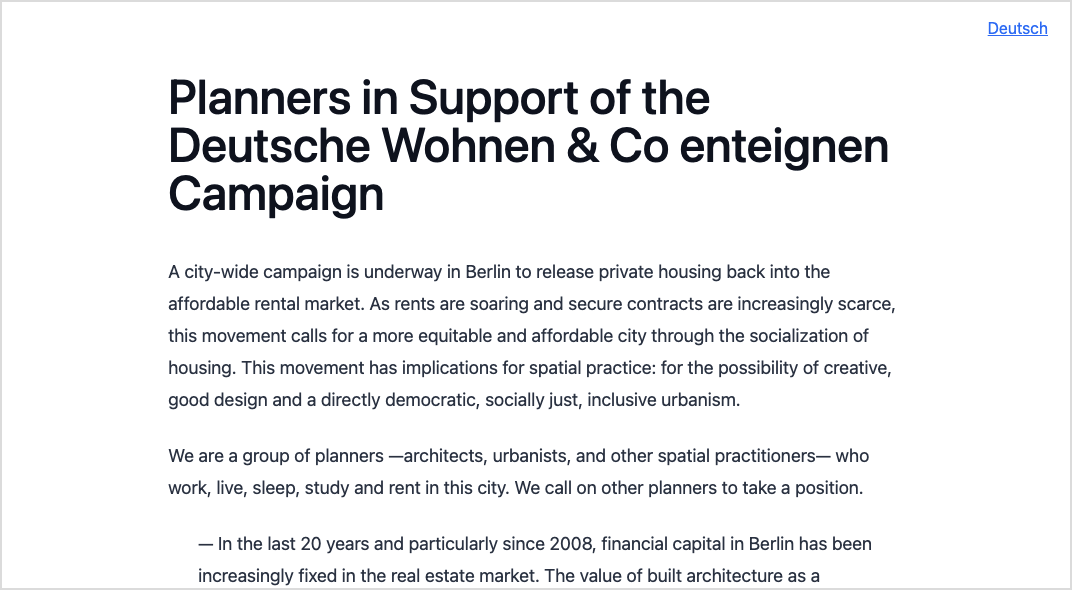 Deutsch
Planners in Support of the
Deutsche Wohnen & Co enteignen
Campaign
A city-wide campaign is underway in Berlin to release private housing back into the
affordable rental market. As rents are soaring and secure contracts are increasingly scarce,
this movement calls for a more equitable and affordable city through the socialization of
housing. This movement has implications for spatial practice: for the possibility of creative,
good design and a directly democratic, socially just, inclusive urbanism.
We are a group of planners —architects, urbanists, and other spatial practitioners— who
work, live, sleep, study and rent in this city. We call on other planners to take a position.
— In the last 20 years and particularly since 2008, financial capital in Berlin has been
increasingly fixed in the real estate market. The value of built architecture as a